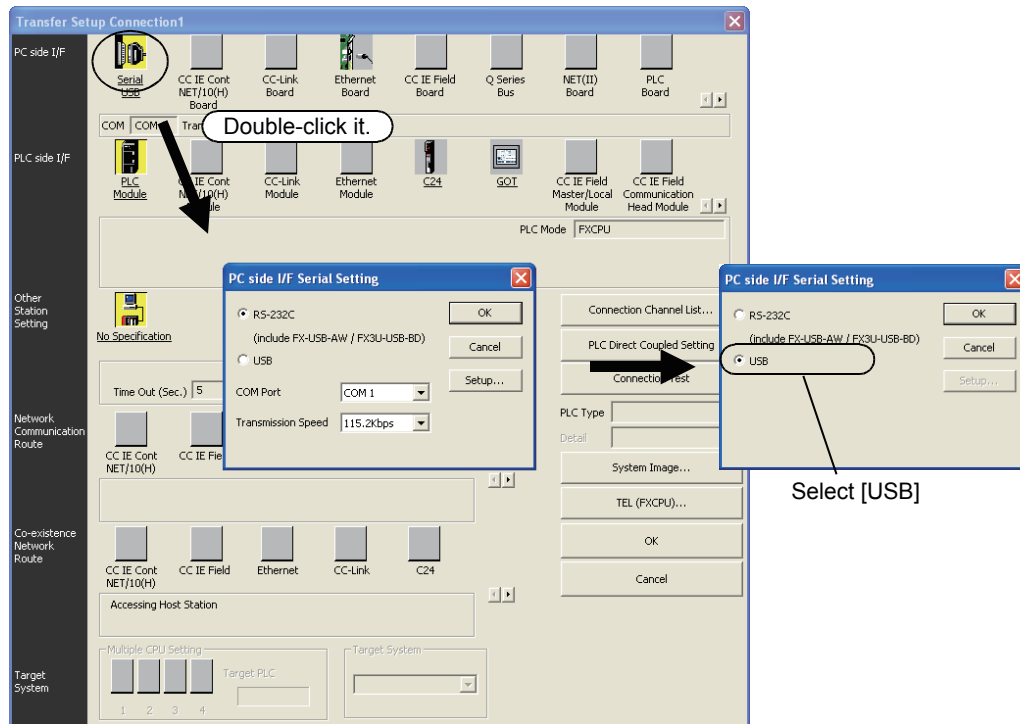 Transfer Setup Connection1
PC side I/F
Serial
USB
CC IE Cont
NET/10(H)
Board
CC-Link
Board
Ethernet
Board
CC IE Field
Board
Q Series
Bus
NET(II)
Board
PLC
Board
COM
COM
Double-click it.
PLC side I/F
PLC
Module
IE Cont
CC-Link
Module
Ethernet
Module
C24
GOT
CC IE Field
Master/Local
Module
CC IE Field
Communication
Head Module
PLC Mode
FXCPU
PC side I/F Serial Setting
RS-232C
(include FX-USB-AW / FX3U-USB-BD)
USB
COM Port
COM 1
Transmission Speed
115.2Kbps
OK
Cancel
Setup...
PC side I/F Serial Setting
RS-232C
(include FX-USB-AW / FX3U-USB-BD)
USB
OK
Cancel
Setup...
Select [USB]
Other
Station
Setting
No Specification
Time Out (Sec.)
5
Connection Channel List...
PLC Direct Coupled Setting
Connection Test
PLC Type
Detail
System Image...
TEL (FXCPU)...
OK
Cancel
Network
Communication
Route
CC IE Cont
NET/10(H)
CC IE Fie
Co-existence
Network
Route
CC IE Cont
NET/10(H)
CC IE Field
Ethernet
CC-Link
C24
Accessing Host Station
Target
System
Multiple CPU Setting
1 2 3 4
Target PLC
Target System